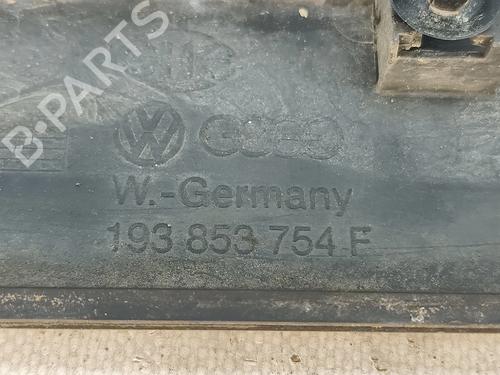 B-PARTS
W.-Germany
193 853 754 F